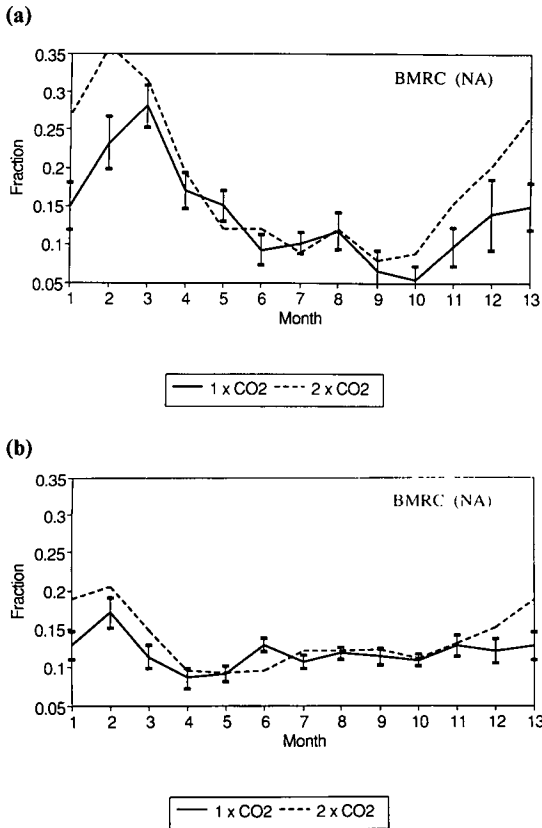 (a)
0.35
BMRC (NA)
0.3
0.25
0.2
0.15
0.1
0.05
Fraction
1 2 3 4 5 6 7 8 9 10 11 12 13
Month
1 x CO2 2 x CO2
(b)
0.35
BMRC (NA)
0.3
0.25
0.2
0.15
0.1
0.05
Fraction
1 2 3 4 5 6 7 8 9 10 11 12 13
Month
1 x CO2 2 x CO2